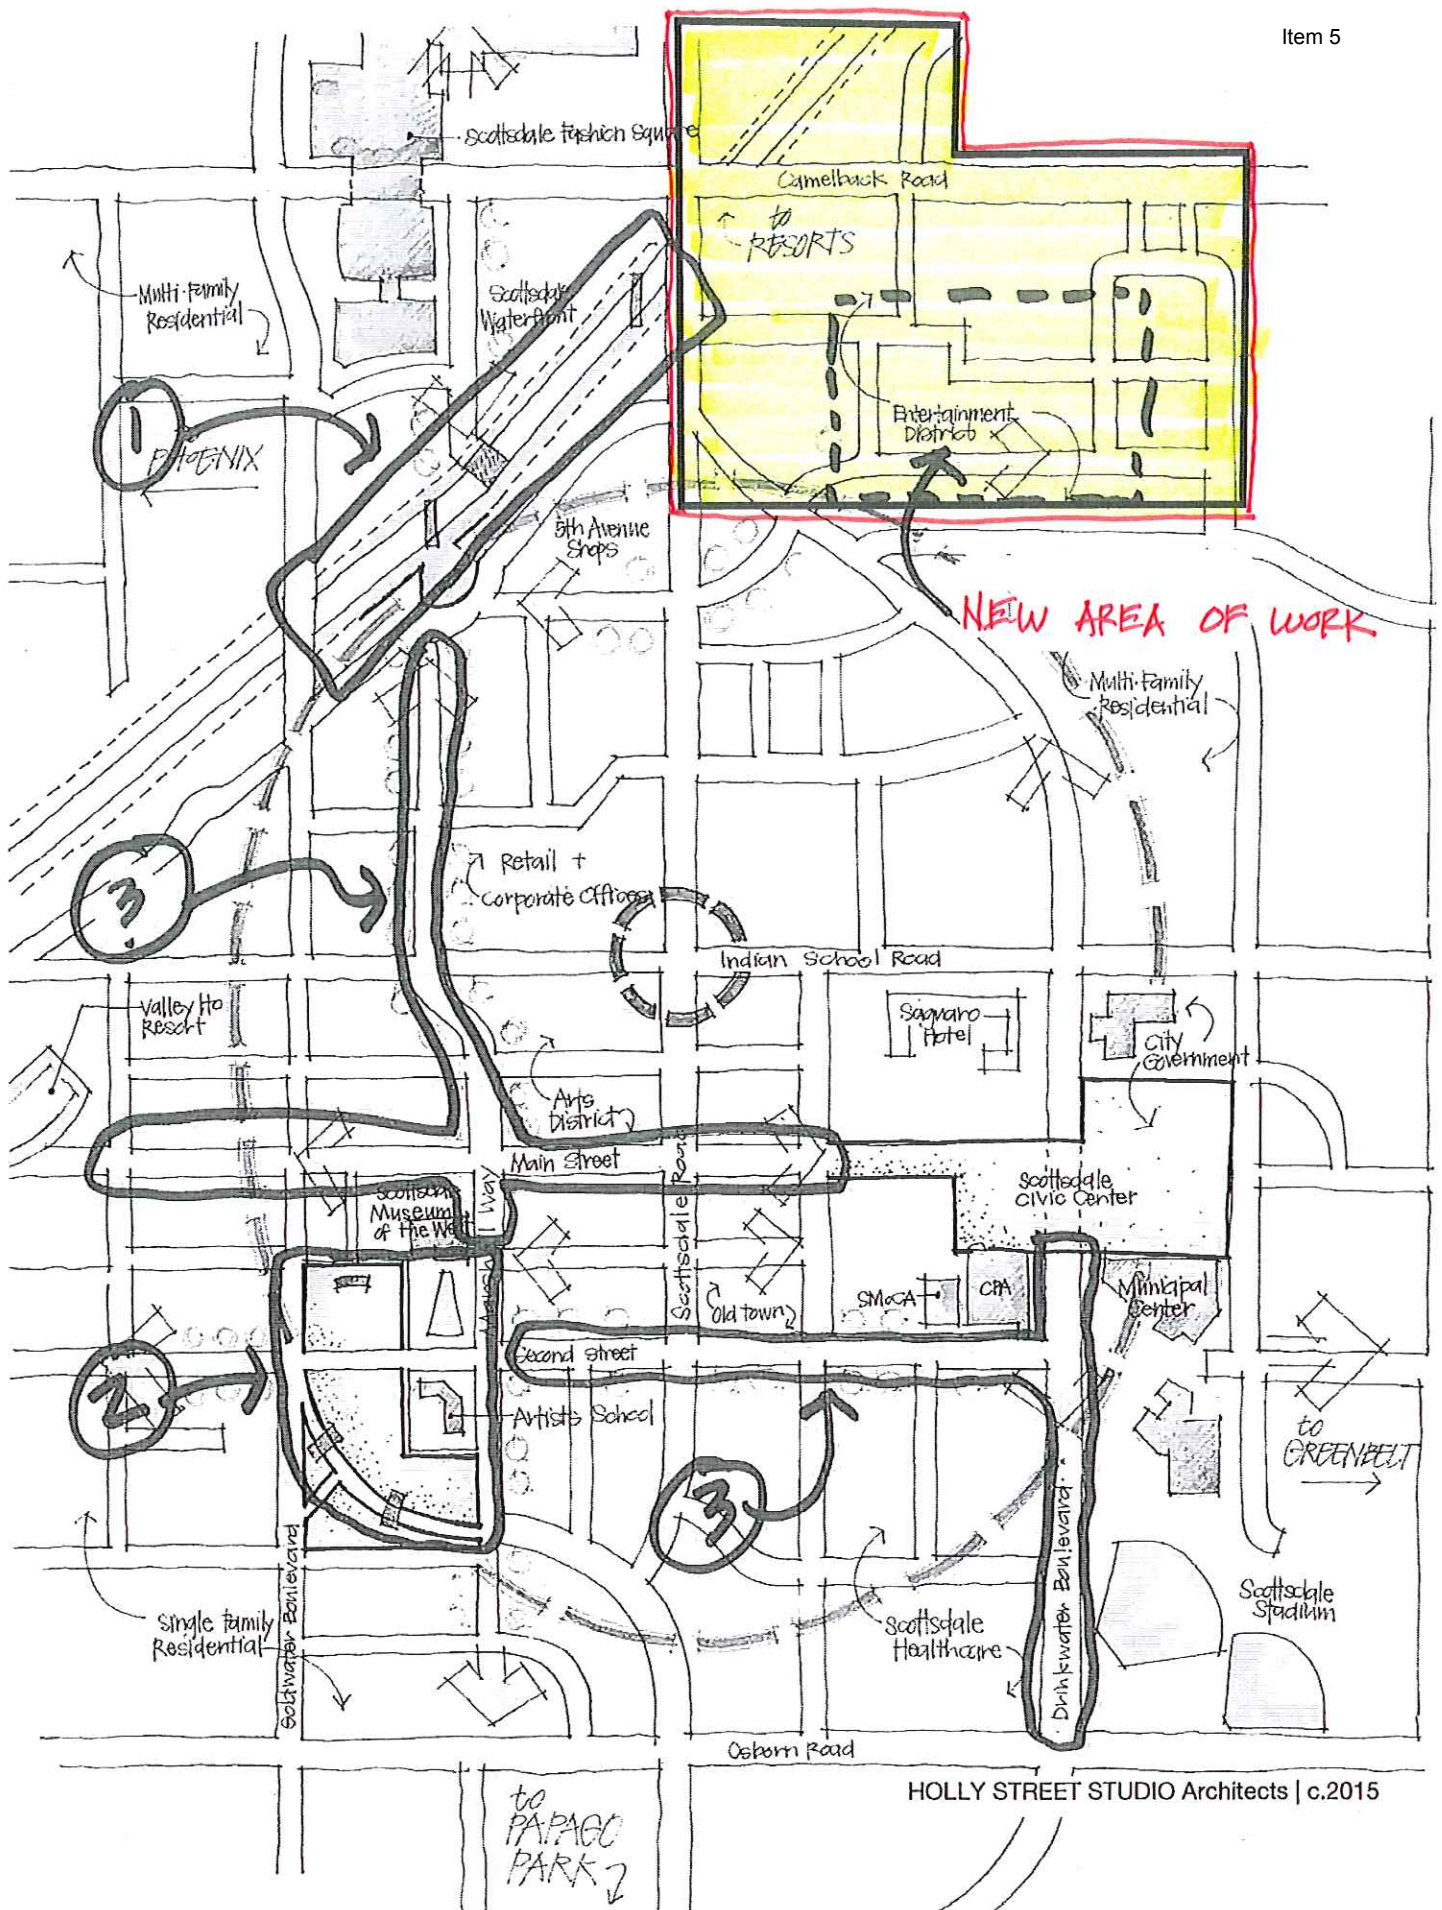 Item 5
Scottsdale Fashion Square
Camelback Road
to
RESORTS
Multi-Family
Residential
Scottsdale
Waterfront
1
PHOENIX
Entertainment
District
5th Avenue
Shops
NEW AREA OF WORK
Multi-Family
Residential
3
Retail +
Corporate Offices
Indian School Road
Valley Ho
Resort
Saguaro
Hotel
City
Government
Arts
District
Main Street
Scottsdale Road
Scottsdale
Civic Center
Scottsdale
Museum
of the West
Marshall Way
SMoCA
CPA
Municipal
Center
Old town
Second Street
2
Artists School
to
GREENBELT
3
Goldwater Boulevard
Drinkwater Boulevard
Single Family
Residential
Scottsdale
Healthcare
Scottsdale
Stadium
Osborn Road
HOLLY STREET STUDIO Architects | c.2015
to
PAPAGO
PARK